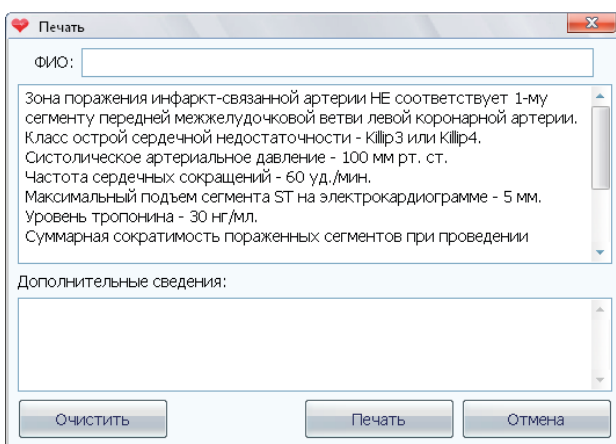 Печать
ФИО:
Зона поражения инфаркт-связанной артерии НЕ соответствует 1-му
сегменту передней межжелудочковой ветви левой коронарной артерии.
Класс острой сердечной недостаточности - Killip3 или Killip4.
Систолическое артериальное давление - 100 мм рт. ст.
Частота сердечных сокращений - 60 уд./мин.
Максимальный подъем сегмента ST на электрокардиограмме - 5 мм.
Уровень тропонина - 30 нг/мл.
Суммарная сократимость пораженных сегментов при проведении
Дополнительные сведения:
Очистить Печать Отмена